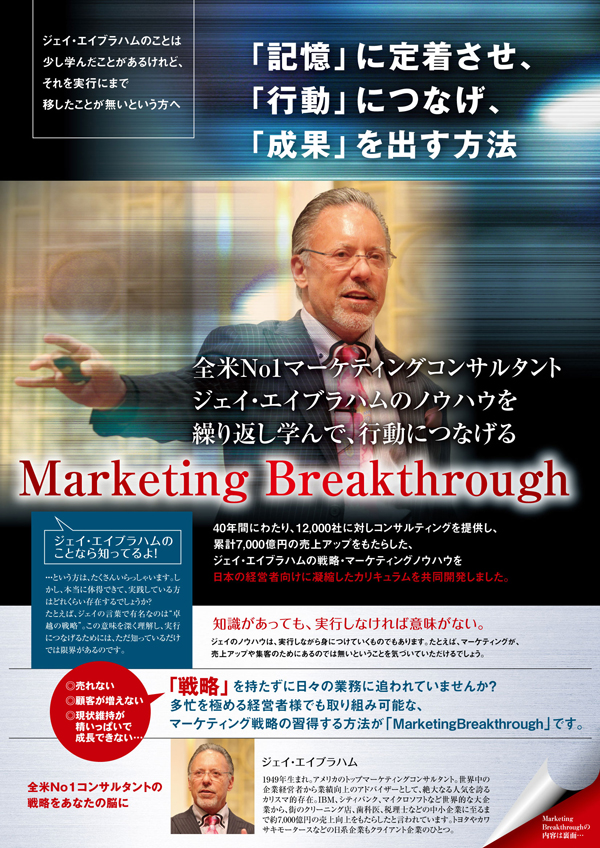 ジェイ・エイブラハムのことは
少し学んだことがあるけれど、
それを実行にまで
移したことが無いという方へ
「記憶」に定着させ、
「行動」につなげ、
「成果」を出す方法
全米No1マーケティングコンサルタント
ジェイ・エイブラハムのノウハウを
繰り返し学んで、行動につなげる
Marketing Breakthrough
ジェイ・エイブラハムの
ことなら知ってるよ!
…という方は、たくさんいらっしゃいます。し
かし、本当に体得できて、実践している方
はどれくらい存在するでしょうか?
たとえば、ジェイの言葉で有名なのは“卓
越の戦略”。この意味を深く理解し、実行
につなげるためには、ただ知っているだけ
では限界があるのです。
40年間にわたり、12,000社に対しコンサルティングを提供し、
累計7,000億円の売上アップをもたらした、
ジェイ・エイブラハムの戦略・マーケティングノウハウを
日本の経営者向けに凝縮したカリキュラムを共同開発しました。
知識があっても、実行しなければ意味がない。
ジェイのノウハウは、実行しながら身につけていくものでもあります。たとえば、マーケティングが、
売上アップや集客のためにあるのでは無いということを気づいていただけるでしょう。
◎売れない
◎顧客が増えない
◎現状維持が
精いっぱいで
成長できない…
「戦略」を持たずに日々の業務に追われていませんか?
多忙を極める経営者様でも取り組み可能な、
マーケティング戦略の習得する方法が「MarketingBreakthrough」です。
全米No1コンサルタントの
戦略をあなたの脳に
ジェイ・エイブラハム
1949年生まれ。アメリカのトップマーケティングコンサルタント。世界中の
企業経営者から業績向上のアドバイザーとして、絶大なる人気を誇る
カリスマ的存在。IBM、シティバンク、マイクロソフトなど世界的な大企
業から、街のクリーニング店、歯科医、税理士などの中小企業に至るま
で約7,000億円の売上向上をもたらしたと言われています。トヨタやカワ
サキモータースなどの日系企業もクライアント企業のひとつ。
Marketing
Breakthroughの
内容は裏面…